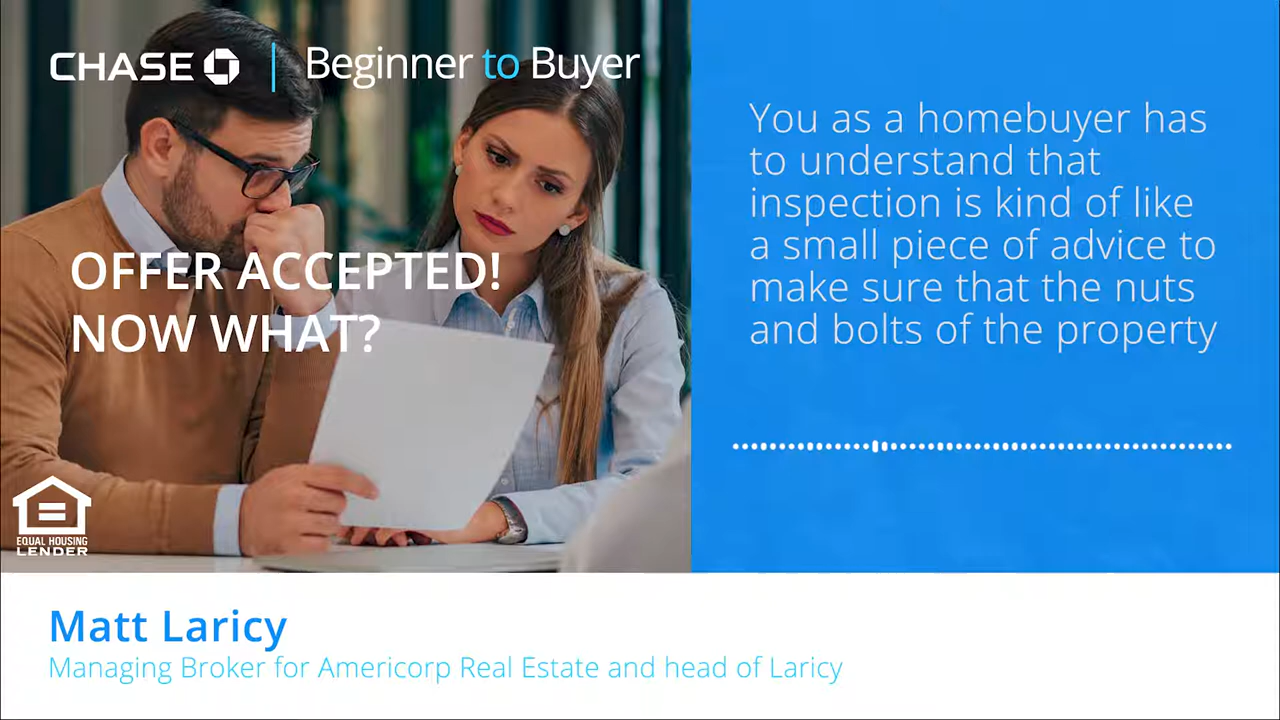 CHASE
Beginner to Buyer
OFFER ACCEPTED!
NOW WHAT?
EQUAL HOUSING
LENDER
You as a homebuyer has
to understand that
inspection is kind of like
a small piece of advice to
make sure that the nuts
and bolts of the property
Matt Laricy
Managing Broker for Americorp Real Estate and head of Laricy